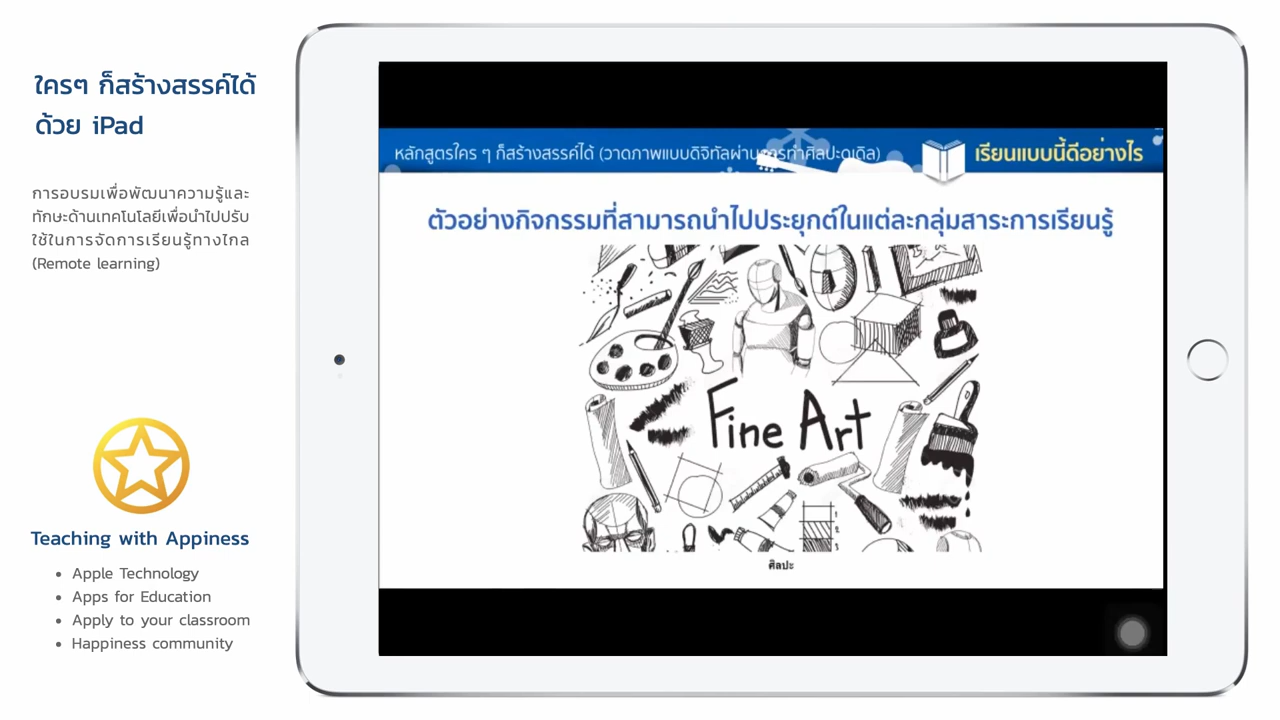 ใครๆ ก็สร้างสรรค์ได้
ด้วย iPad
การอบรมเพื่อพัฒนาความรู้และ
ทักษะด้านเทคโนโลยีเพื่อนำไปปรับ
ใช้ในการจัดการเรียนรู้ทางไกล
(Remote learning)
Teaching with Appiness
• Apple Technology
• Apps for Education
• Apply to your classroom
• Happiness community
หลักสูตรใคร ๆ ก็สร้างสรรค์ได้ (วาดภาพแบบดิจิทัลผ่านการทำศิลปะดูเดิล)
เรียนแบบนี้ดีอย่างไร
ตัวอย่างกิจกรรมที่สามารถนำไปประยุกต์ในแต่ละกลุ่มสาระการเรียนรู้
Fine Art
1
2
3
ศิลปะ